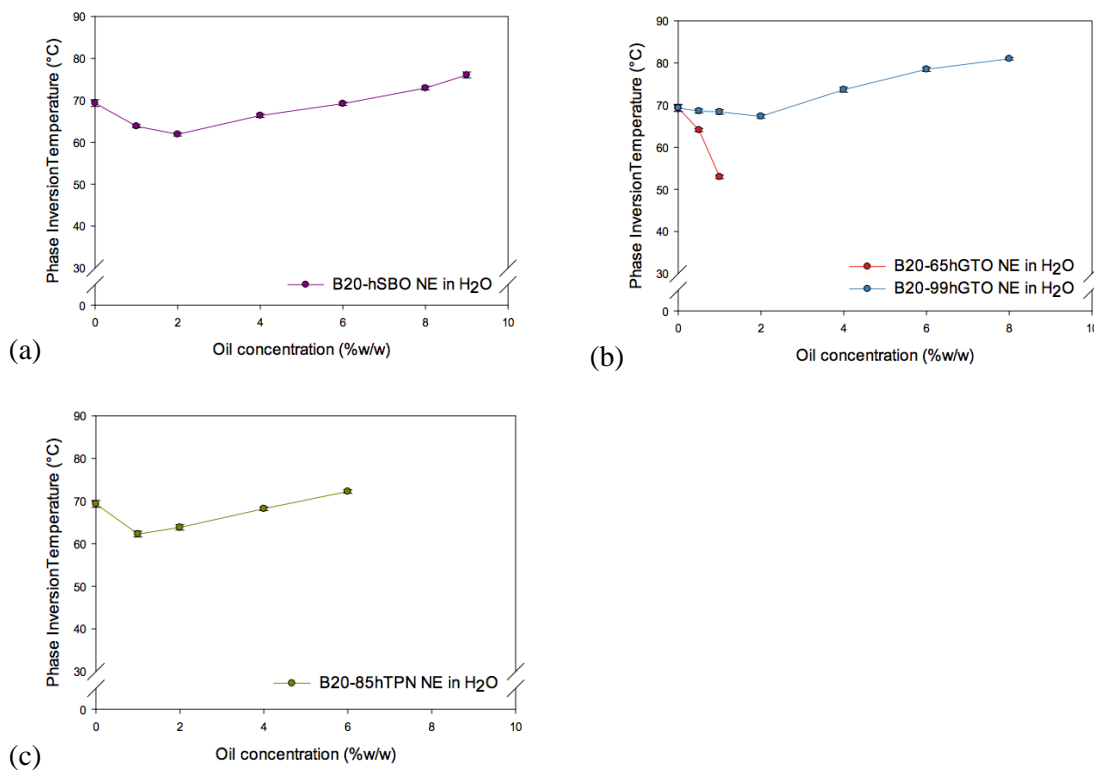 90
80
70
60
50
40
30
0
Phase InversionTemperature (°C)
0 2 4 6 8 10
Oil concentration (%w/w)
B20-hSBO NE in H2O
(a)
90
80
70
60
50
40
30
0
Phase InversionTemperature (°C)
0 2 4 6 8 10
Oil concentration (%w/w)
B20-65hGTO NE in H2O
B20-99hGTO NE in H2O
(b)
90
80
70
60
50
40
30
0
Phase InversionTemperature (°C)
0 2 4 6 8 10
Oil concentration (%w/w)
B20-85hTPN NE in H2O
(c)